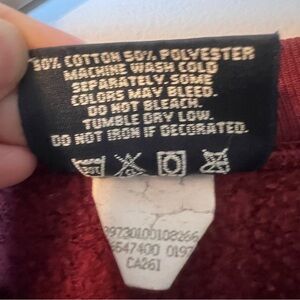 50% COTTON 50% POLYESTER
MACHINE WASH COLD
SEPARATELY. SOME
COLORS MAY BLEED.
DO NOT BLEACH.
TUMBLE DRY LOW.
DO NOT IRON IF DECORATED.
CA261